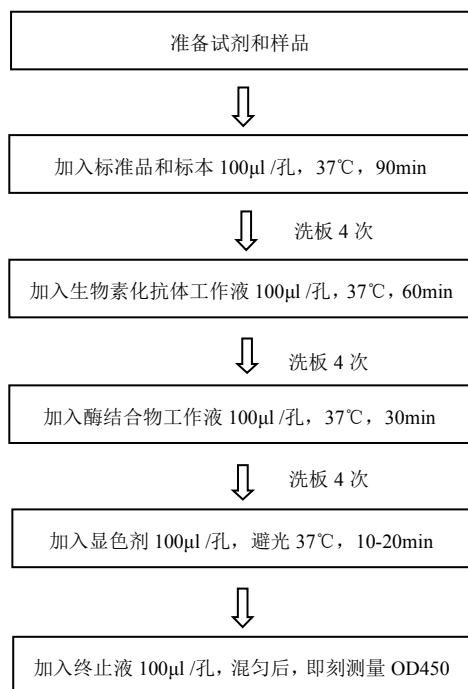 准备试剂和样品
加入标准品和标本 100μl /孔，37℃，90min
洗板 4 次
加入生物素化抗体工作液 100μl /孔，37℃，60min
洗板 4 次
加入酶结合物工作液 100μl /孔，37℃，30min
洗板 4 次
加入显色剂 100μl /孔，避光 37℃，10-20min
加入终止液 100μl /孔，混匀后，即刻测量 OD450